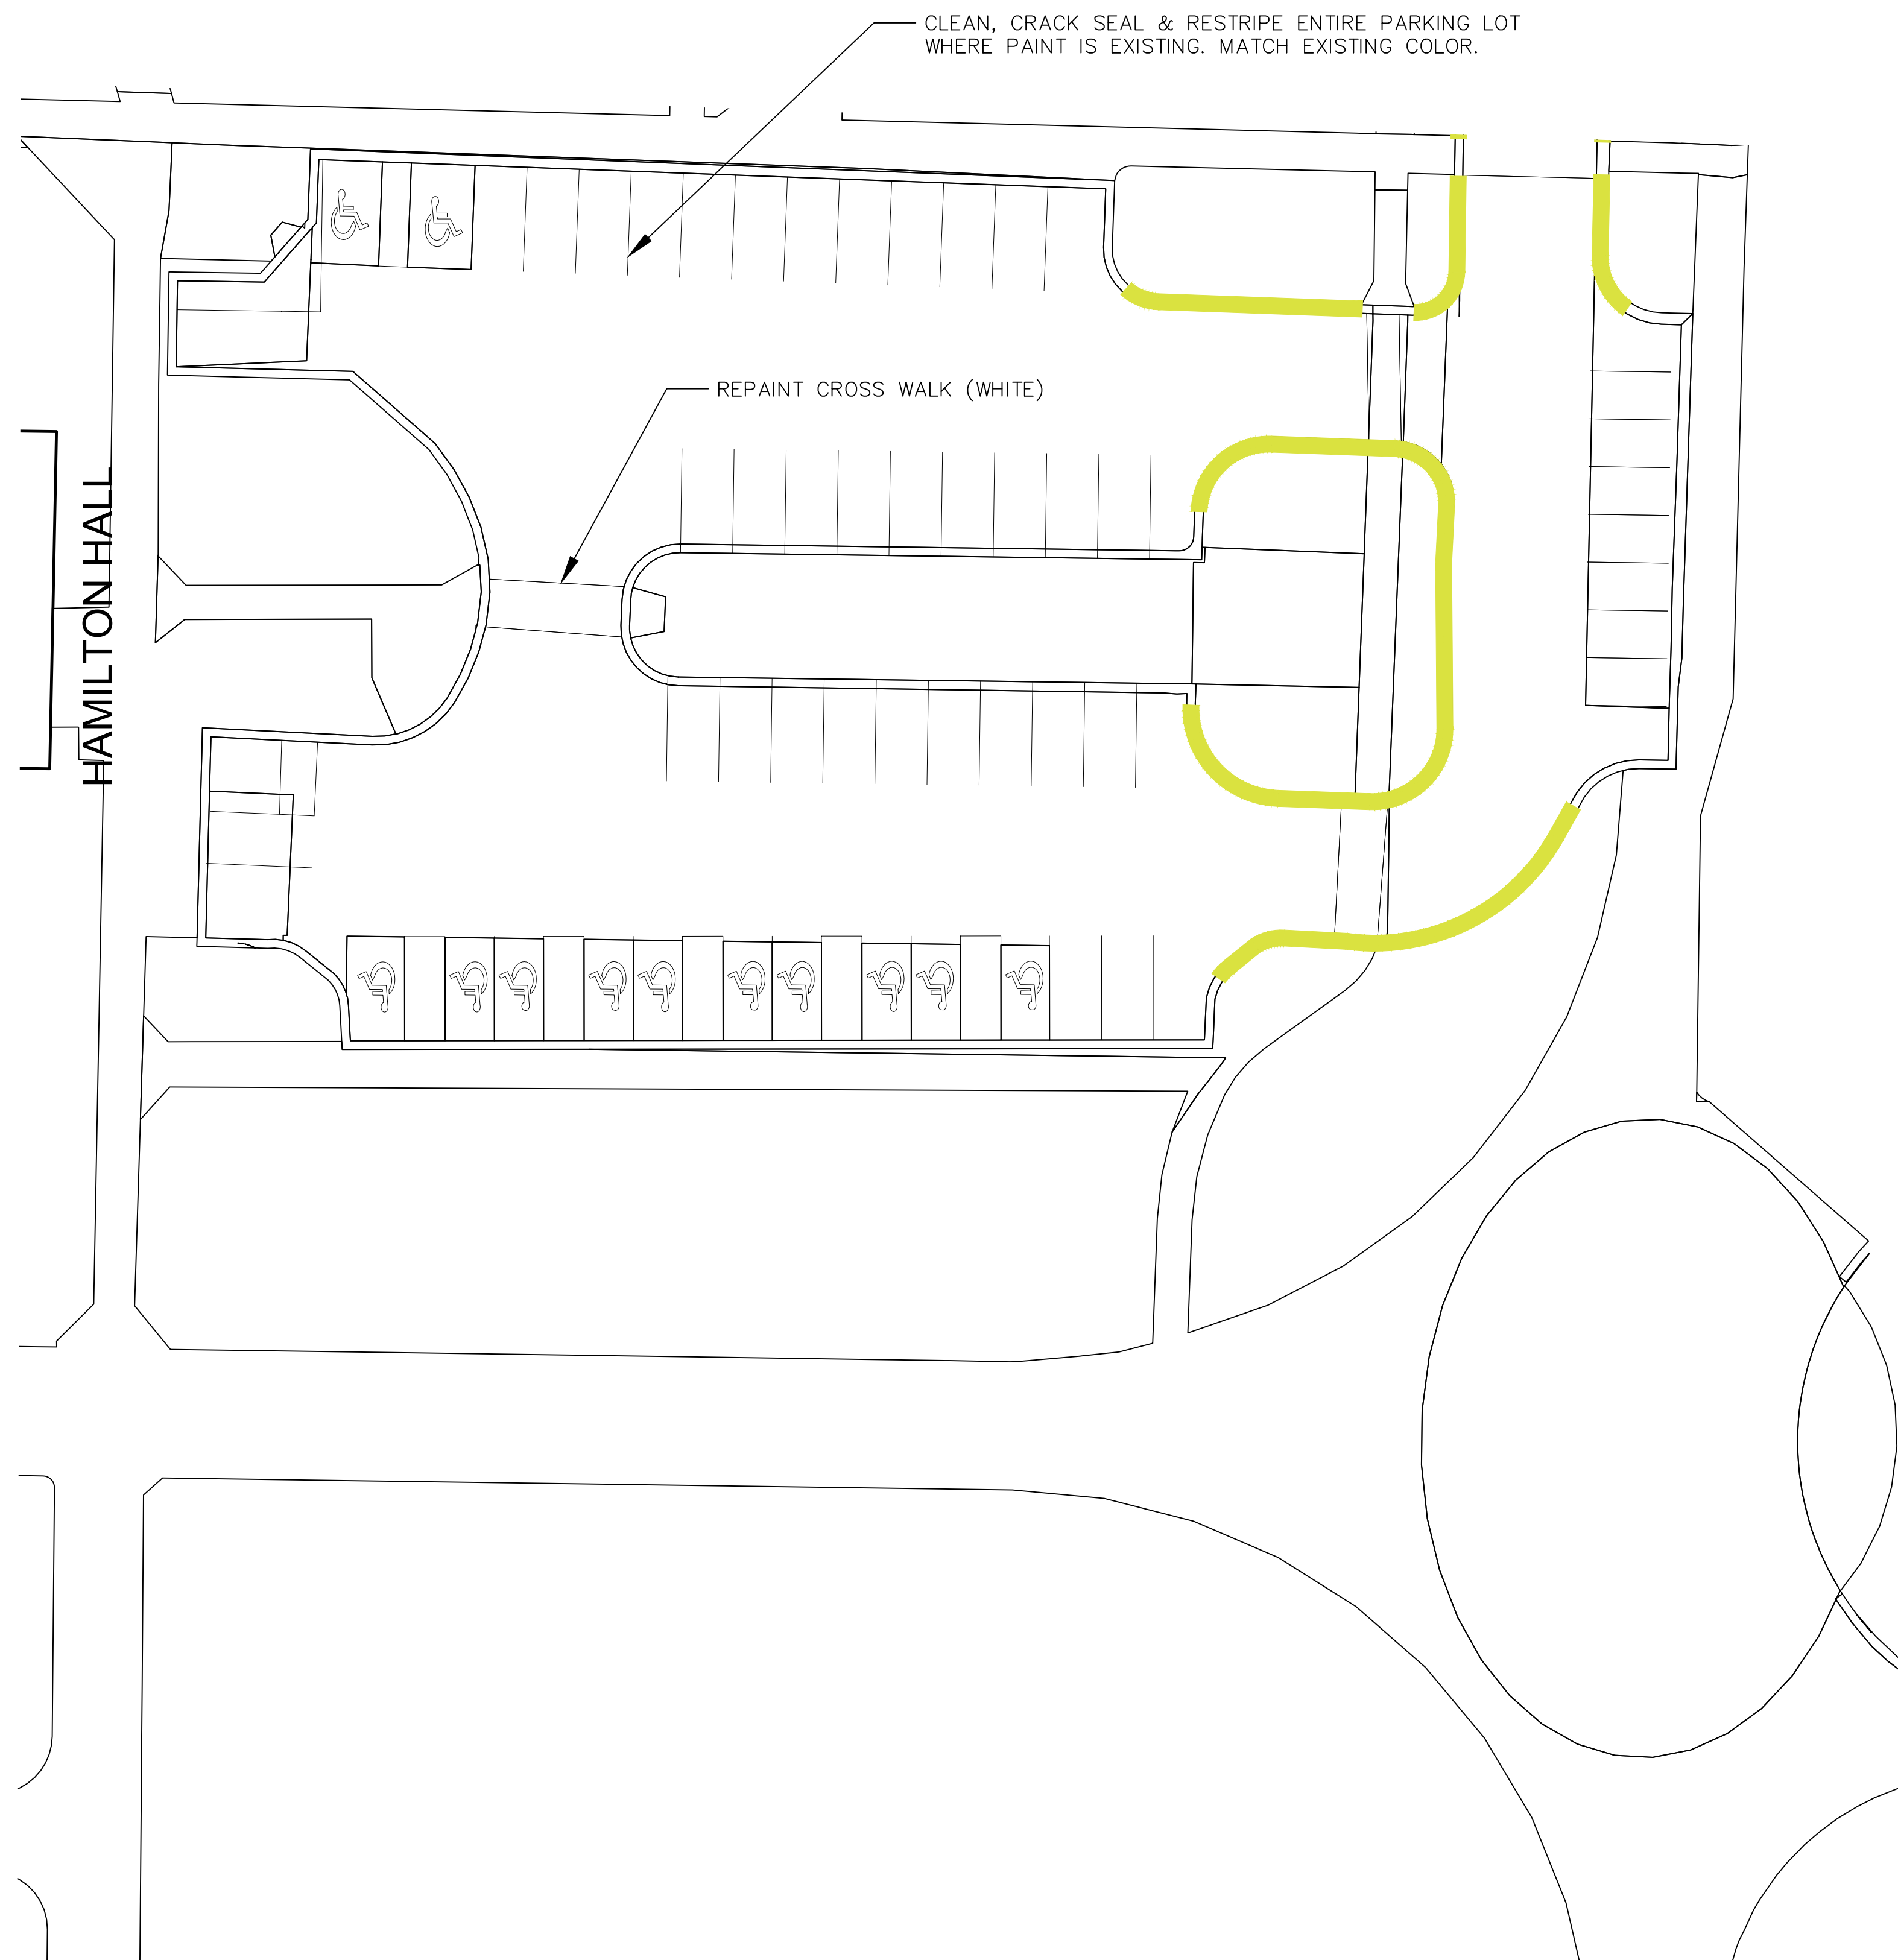 CLEAN, CRACK SEAL & RESTRIPE ENTIRE PARKING LOT
WHERE PAINT IS EXISTING. MATCH EXISTING COLOR.
REPAINT CROSS WALK (WHITE)
HAMILTON HALL